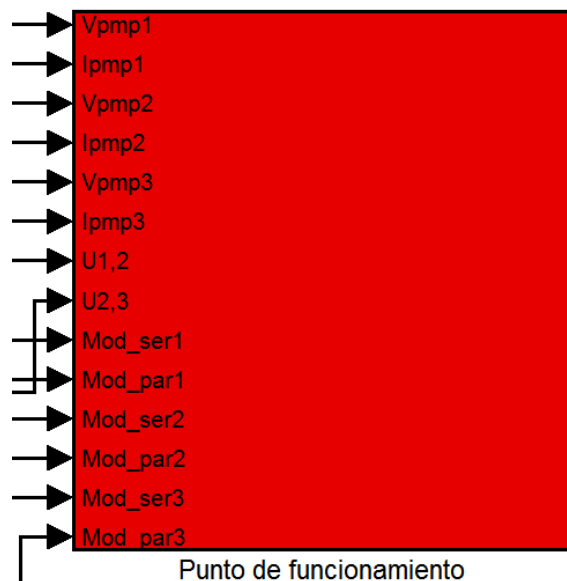 Vpmp1
Ipmp1
Vpmp2
Ipmp2
Vpmp3
Ipmp3
U1,2
U2,3
Mod_ser1
Mod_par1
Mod_ser2
Mod_par2
Mod_ser3
Mod_par3
Punto de funcionamiento